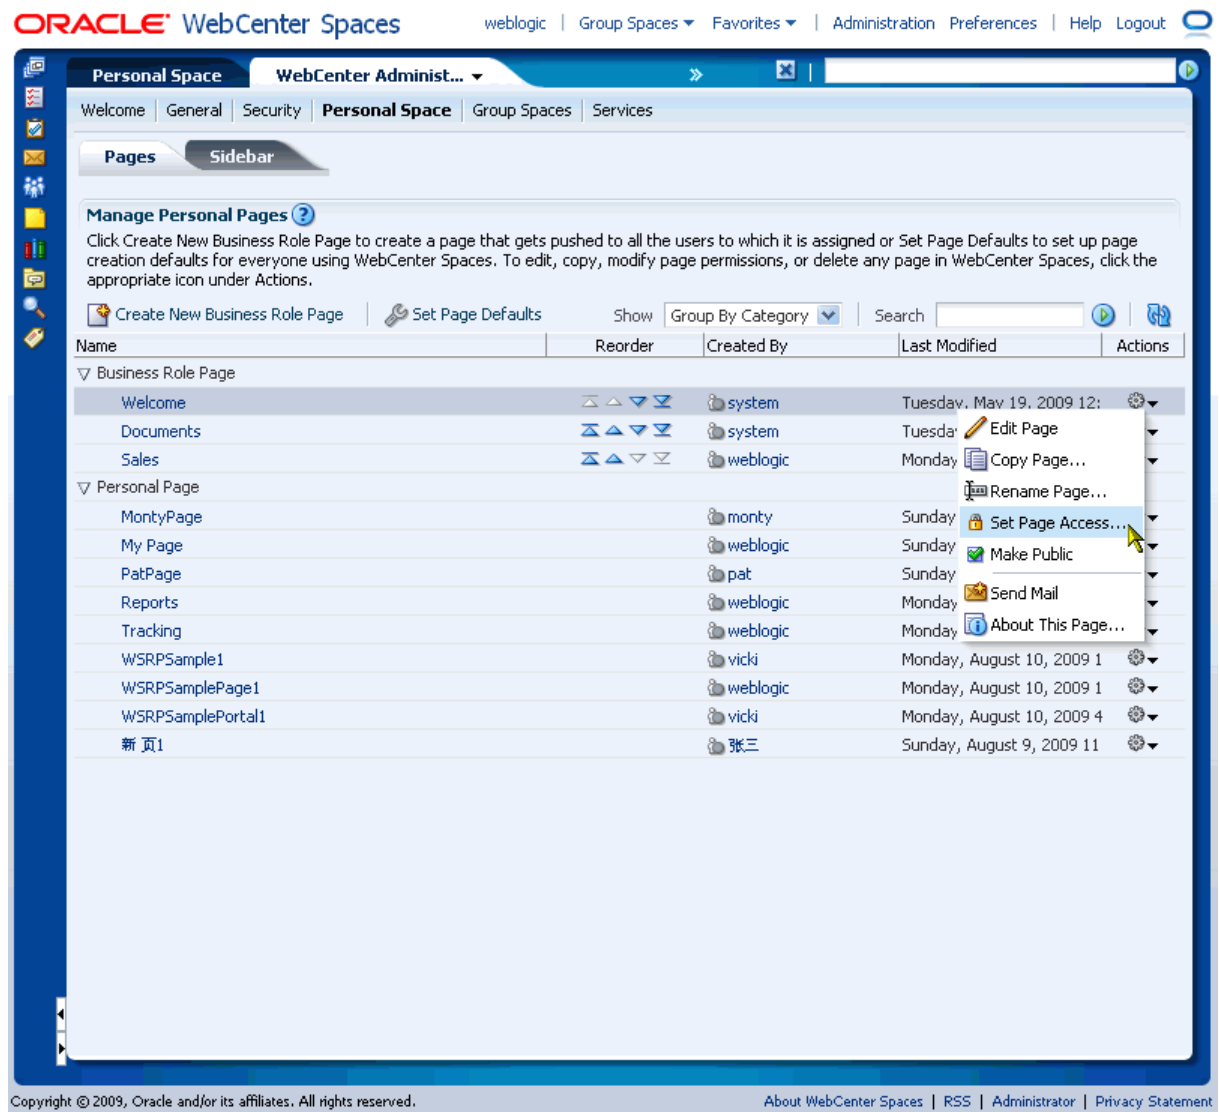 ORACLE WebCenter Spaces weblogic | Group Spaces Favorites | Administration Preferences | Help Logout
Personal Space WebCenter Administ...
Welcome General Security Personal Space Group Spaces Services
Pages Sidebar
Manage Personal Pages
Click Create New Business Role Page to create a page that gets pushed to all the users to which it is assigned or Set Page Defaults to set up page
creation defaults for everyone using WebCenter Spaces. To edit, copy, modify page permissions, or delete any page in WebCenter Spaces, click the
appropriate icon under Actions.
Create New Business Role Page Set Page Defaults Show Group By Category Search
Name Reorder Created By Last Modified Actions
Business Role Page
Welcome system Tuesday, May 19, 2009 12:
Documents system Tuesda
Sales weblogic Monday
Personal Page
MontyPage monty Sunday
My Page weblogic Sunday
PatPage pat Sunday
Reports weblogic Monday
Tracking weblogic Monday
WSRPSample1 vicki Monday, August 10, 2009 1
WSRPSamplePage1 weblogic Monday, August 10, 2009 1
WSRPSamplePortal1 vicki Monday, August 10, 2009 4
新 页1 张三 Sunday, August 9, 2009 11
Edit Page
Copy Page...
Rename Page...
Set Page Access...
Make Public
Send Mail
About This Page...
Copyright © 2009, Oracle and/or its affiliates. All rights reserved. About WebCenter Spaces | RSS | Administrator | Privacy Statement